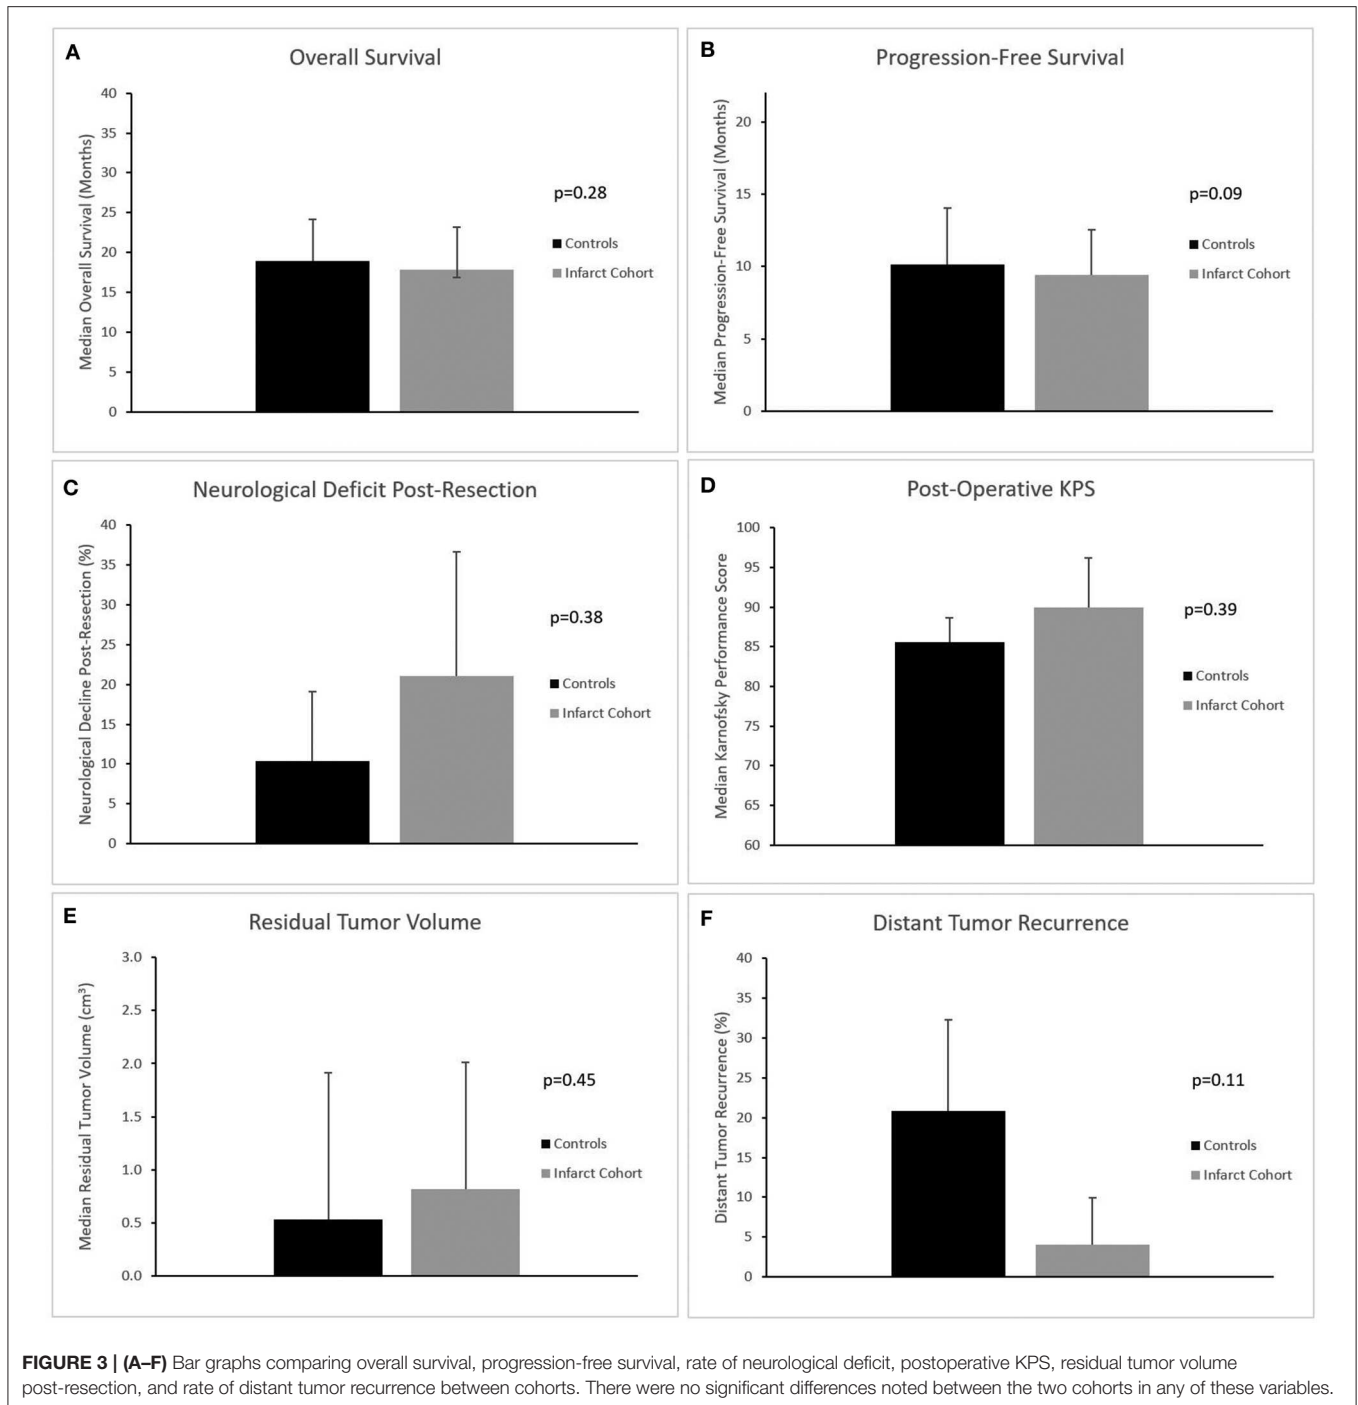 A
Overall Survival
Median Overall Survival (Months)
40
35
30
25
20
15
10
5
0
p=0.28
Controls
Infarct Cohort
B
Progression-Free Survival
Median Progression-Free Survival (Months)
20
15
10
5
0
p=0.09
Controls
Infarct Cohort
C
Neurological Deficit Post-Resection
Neurological Decline Post-Resection (%)
40
35
30
25
20
15
10
5
0
p=0.38
Controls
Infarct Cohort
D
Post-Operative KPS
Median Karnofsky Performance Score
100
95
90
85
80
75
70
65
60
p=0.39
Controls
Infarct Cohort
E
Residual Tumor Volume
Median Residual Tumor Volume (cm³)
3.0
2.5
2.0
1.5
1.0
0.5
0.0
p=0.45
Controls
Infarct Cohort
F
Distant Tumor Recurrence
Distant Tumor Recurrence (%)
40
35
30
25
20
15
10
5
0
p=0.11
Controls
Infarct Cohort
FIGURE 3 | (A–F) Bar graphs comparing overall survival, progression-free survival, rate of neurological deficit, postoperative KPS, residual tumor volume
post-resection, and rate of distant tumor recurrence between cohorts. There were no significant differences noted between the two cohorts in any of these variables.